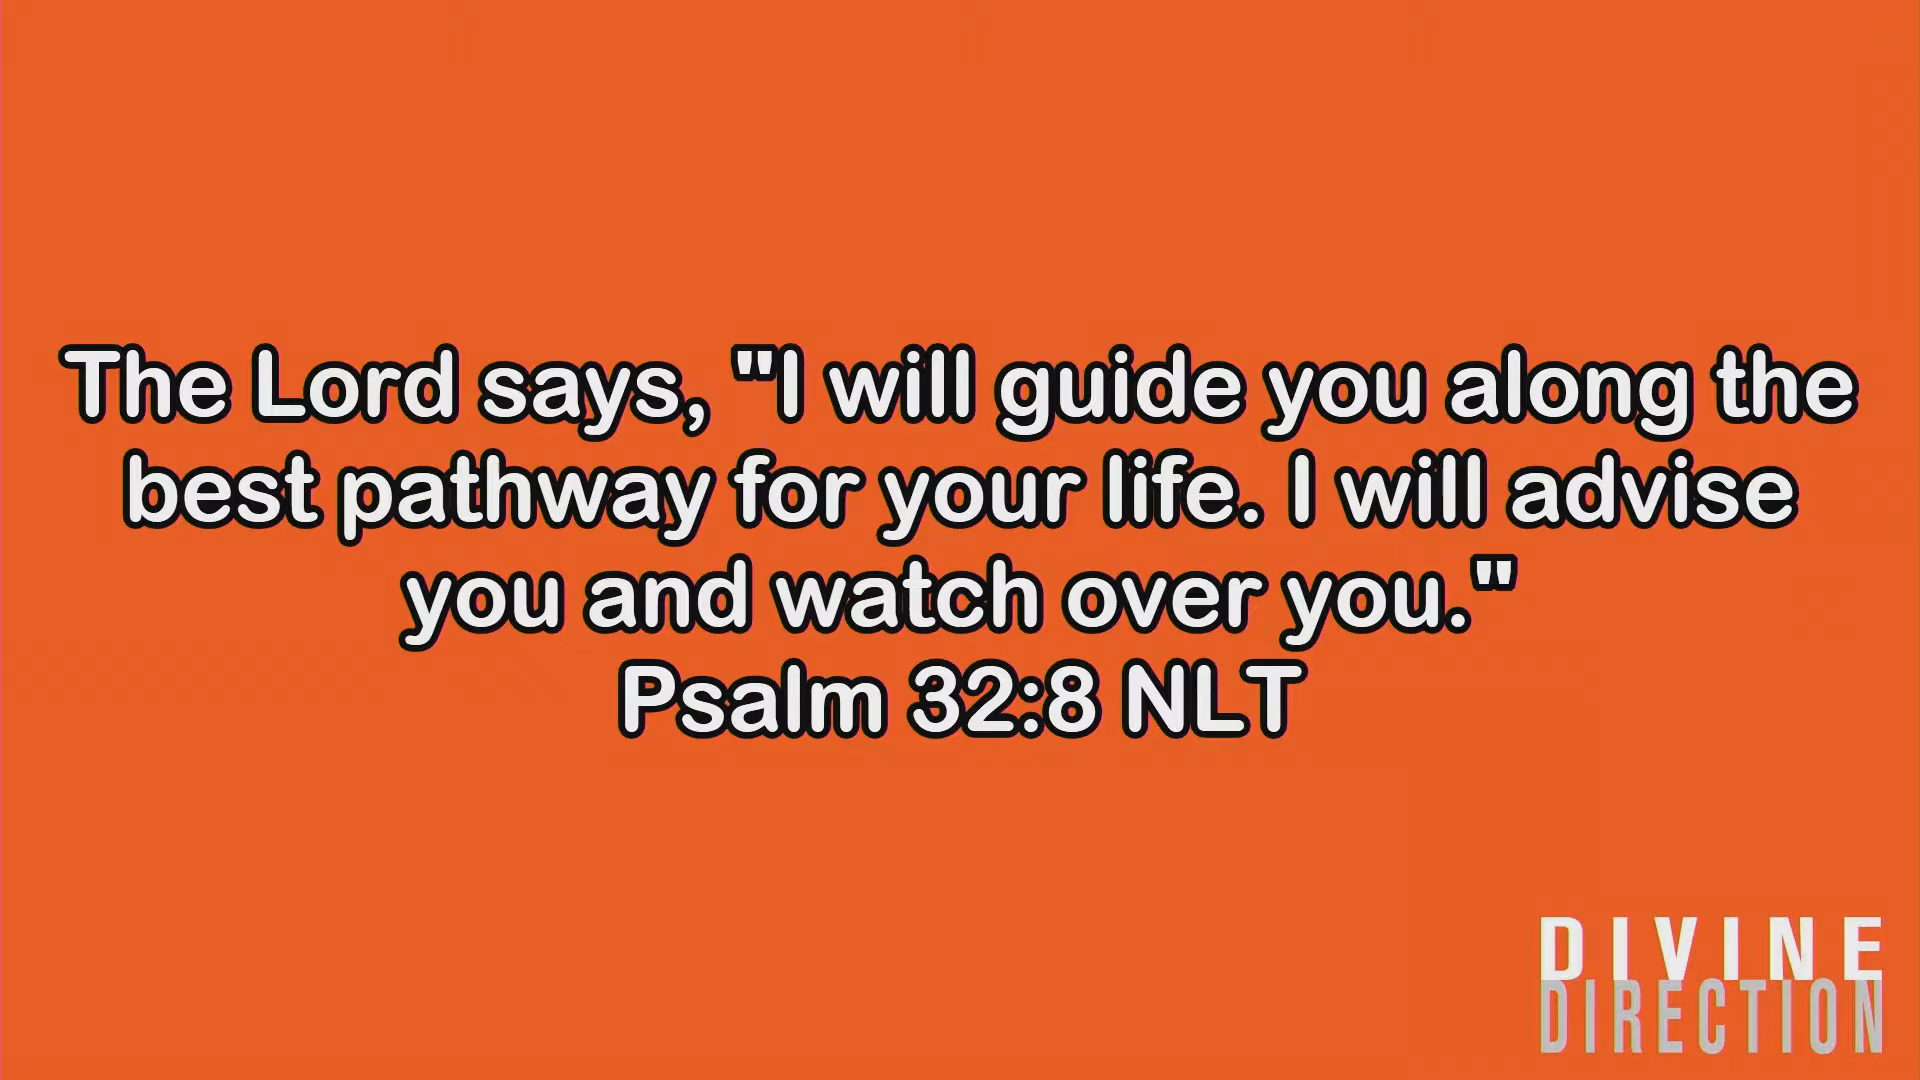 The Lord says, "I will guide you along the
best pathway for your life. I will advise
you and watch over you."
Psalm 32:8 NLT
DIVINE
DIRECTION